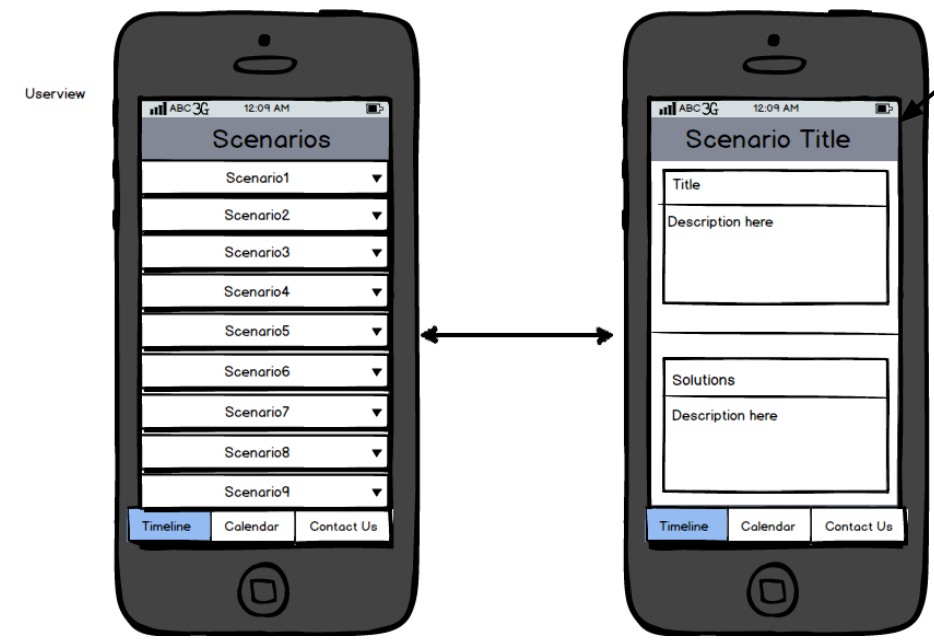 Userview
ABC 3G 12:09 AM
Scenarios
Scenario1
Scenario2
Scenario3
Scenario4
Scenario5
Scenario6
Scenario7
Scenario8
Scenario9
Timeline Calendar Contact Us
ABC 3G 12:09 AM
Scenario Title
Title
Description here
Solutions
Description here
Timeline Calendar Contact Us